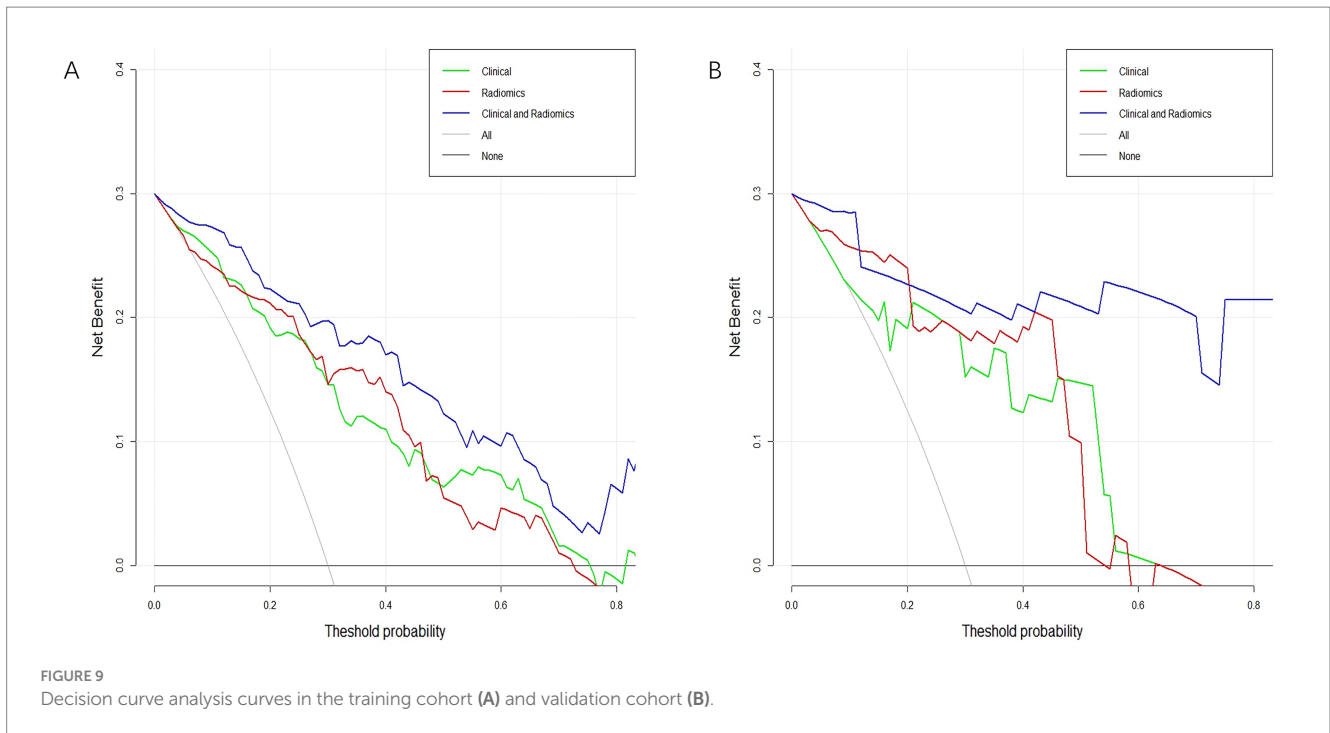 A
Clinical
Radiomics
Clinical and Radiomics
All
None
0.4
0.3
0.2
0.1
0.0
Net Benefit
0.0 0.2 0.4 0.6 0.8
Theshold probability
B
Clinical
Radiomics
Clinical and Radiomics
All
None
0.4
0.3
0.2
0.1
0.0
Net Benefit
0.0 0.2 0.4 0.6 0.8
Theshold probability
FIGURE 9
Decision curve analysis curves in the training cohort (A) and validation cohort (B).